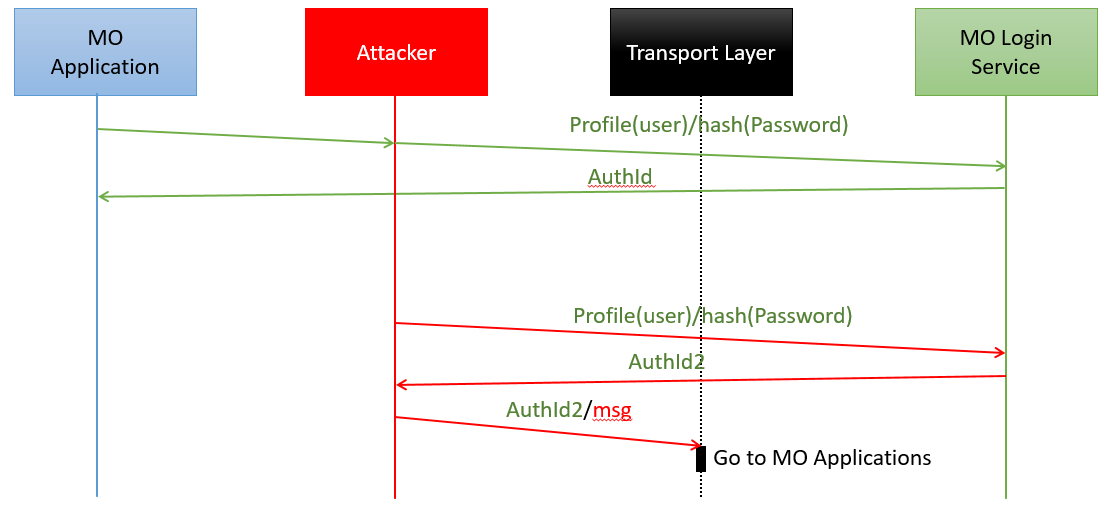 MO
Application
Attacker
Transport Layer
MO Login
Service
Profile(user)/hash(Password)
AuthId
Profile(user)/hash(Password)
AuthId2
AuthId2/msg
Go to MO Applications